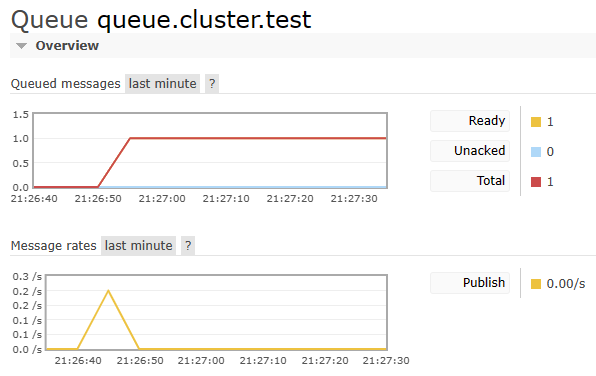 Queue queue.cluster.test
Overview
Queued messages last minute ?
1.5
1.0
0.5
0.0
21:26:40 21:26:50 21:27:00 21:27:10 21:27:20 21:27:30
Ready 1
Unacked 0
Total 1
Message rates last minute ?
0.3 /s
0.2 /s
0.2 /s
0.1 /s
0.1 /s
0.0 /s
21:26:40 21:26:50 21:27:00 21:27:10 21:27:20 21:27:30
Publish 0.00/s